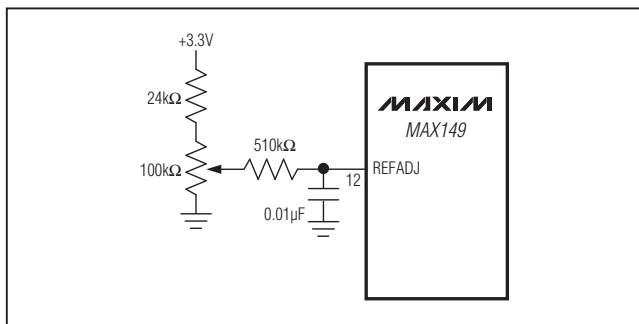 +3.3V
24kΩ
100kΩ
510kΩ
0.01µF
12
REFADJ
MAXIM
MAX149